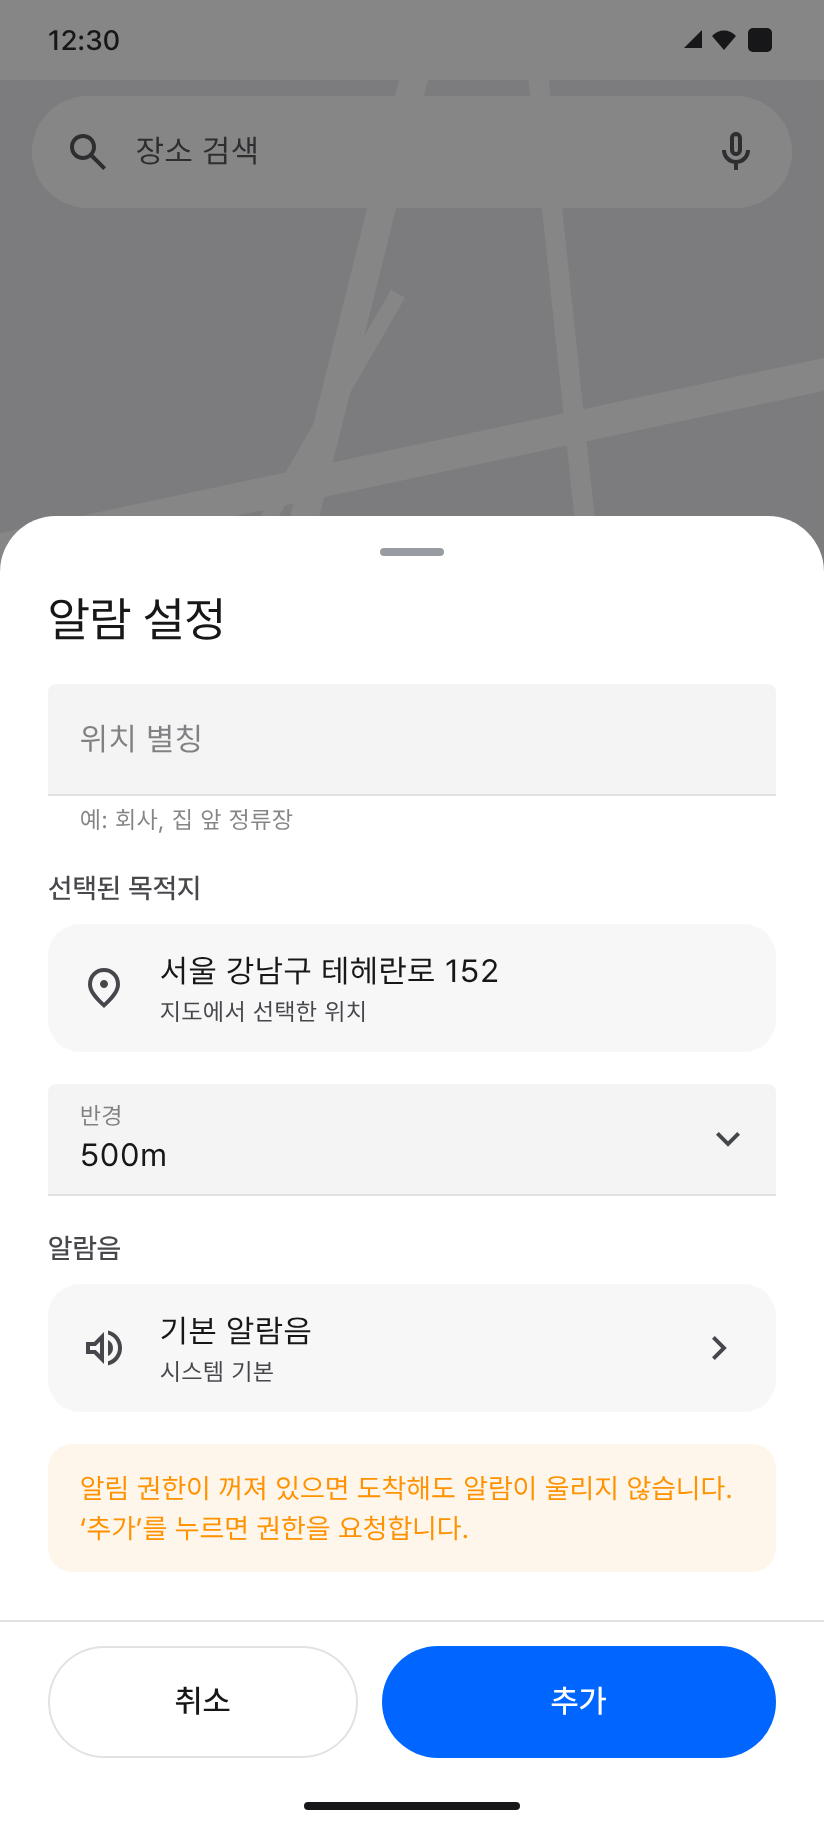 12:30
장소 검색
알람 설정
위치 별칭
예: 회사, 집 앞 정류장
선택된 목적지
서울 강남구 테헤란로 152
지도에서 선택한 위치
반경
500m
알람음
기본 알람음
시스템 기본
알림 권한이 꺼져 있으면 도착해도 알람이 울리지 않습니다.
‘추가’를 누르면 권한을 요청합니다.
취소
추가